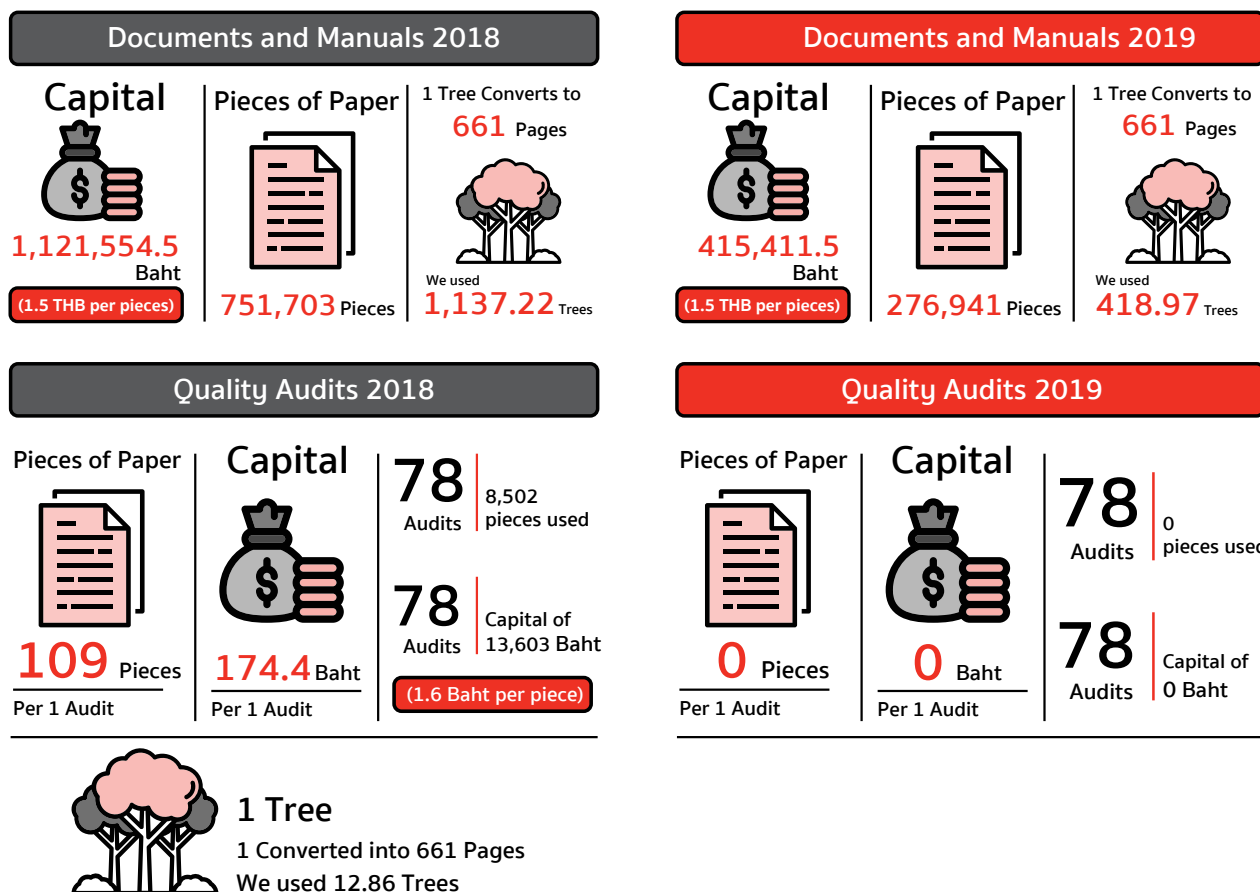 Documents and Manuals 2018
Capital
$
1,121,554.5
Baht
(1.5 THB per pieces)
Pieces of Paper
751,703 Pieces
1 Tree Converts to
661 Pages
We used
1,137.22 Trees
Documents and Manuals 2019
Capital
$
415,411.5
Baht
(1.5 THB per pieces)
Pieces of Paper
276,941 Pieces
1 Tree Converts to
661 Pages
We used
418.97 Trees
Quality Audits 2018
Pieces of Paper
109 Pieces
Per 1 Audit
Capital
$
174.4 Baht
Per 1 Audit
78
Audits
8,502
pieces used
78
Audits
Capital of
13,603 Baht
(1.6 Baht per piece)
Quality Audits 2019
Pieces of Paper
0 Pieces
Per 1 Audit
Capital
$
0 Baht
Per 1 Audit
78
Audits
0
pieces used
78
Audits
Capital of
0 Baht
1 Tree
1 Converted into 661 Pages
We used 12.86 Trees